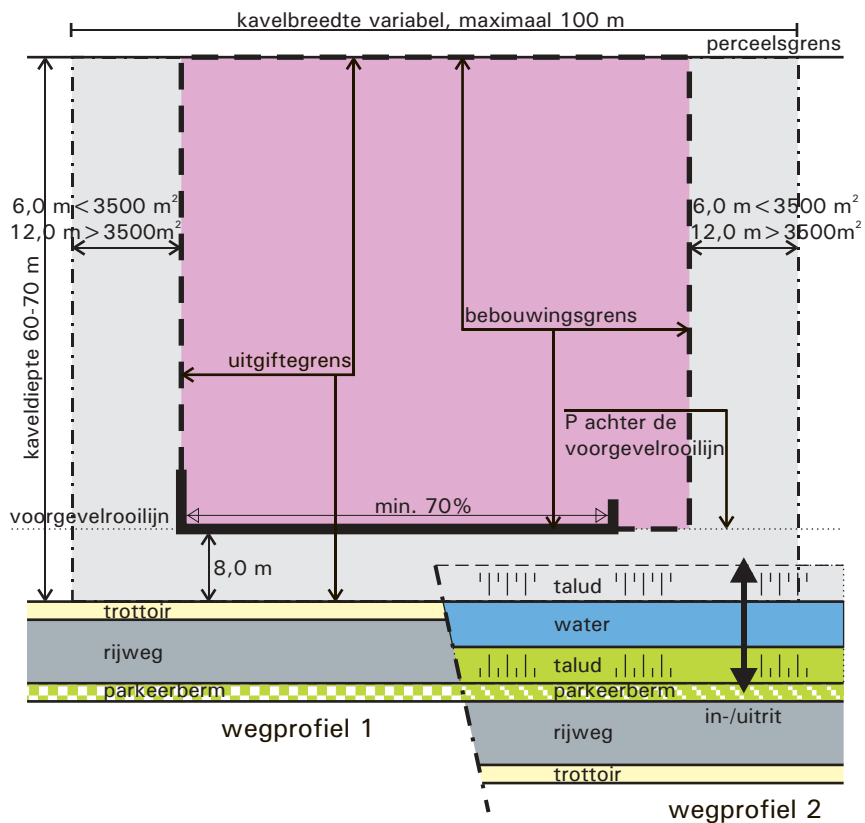 kavelbreedte variabel, maximaal 100 m
perceelsgrens
6,0 m<3500 m²
12,0 m>3500m²
6,0 m<3500 m²
12,0 m>3500m²
kaveldiepte 60-70 m
bebouwingsgrens
uitgiftegrens
P achter de
voorgevelrooilijn
min. 70%
voorgevelrooilijn
8,0 m
talud
trottoir
water
rijweg
talud
parkeerberm
parkeerberm
wegprofiel 1
in-/uitrit
rijweg
trottoir
wegprofiel 2